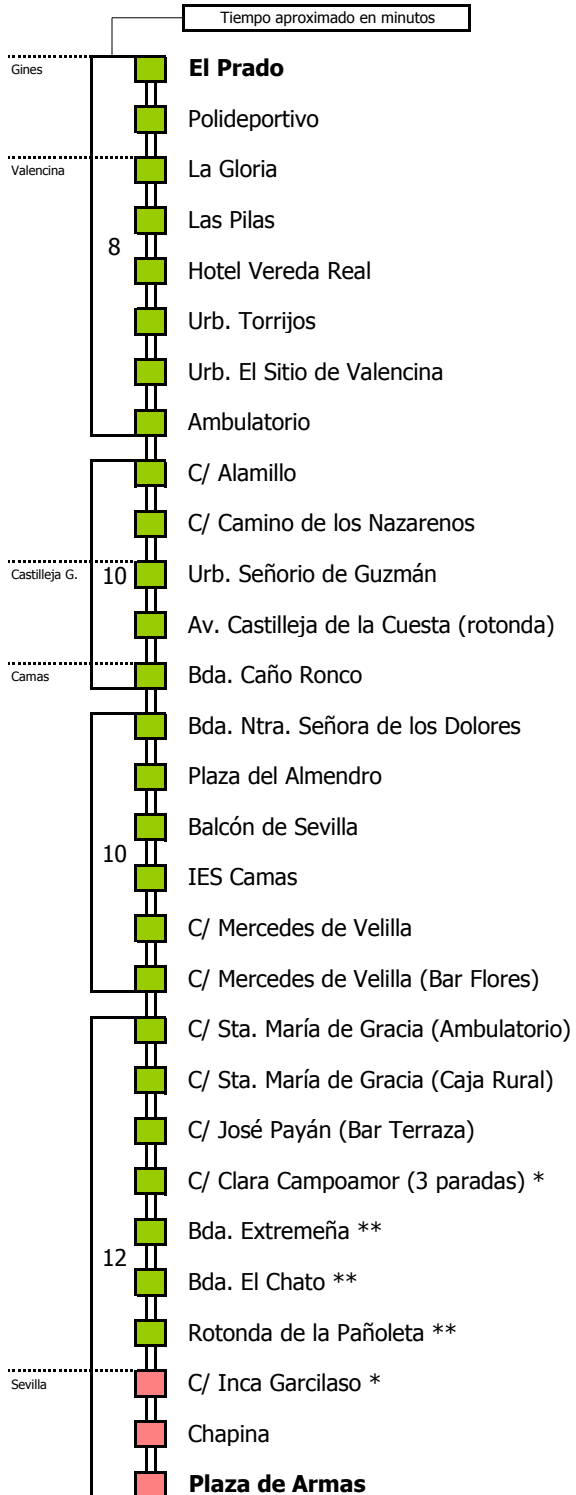 Tiempo aproximado en minutos
Gines
El Prado
Polideportivo
Valencina
La Gloria
Las Pilas
8
Hotel Vereda Real
Urb. Torrijos
Urb. El Sitio de Valencina
Ambulatorio
C/ Alamillo
C/ Camino de los Nazarenos
Castilleja G.
10
Urb. Señorio de Guzmán
Av. Castilleja de la Cuesta (rotonda)
Camas
Bda. Caño Ronco
Bda. Ntra. Señora de los Dolores
Plaza del Almendro
Balcón de Sevilla
10
IES Camas
C/ Mercedes de Velilla
C/ Mercedes de Velilla (Bar Flores)
C/ Sta. María de Gracia (Ambulatorio)
C/ Sta. María de Gracia (Caja Rural)
C/ José Payán (Bar Terraza)
C/ Clara Campoamor (3 paradas) *
Bda. Extremeña **
12
Bda. El Chato **
Rotonda de la Pañoleta **
Sevilla
C/ Inca Garcilaso *
Chapina
Plaza de Armas